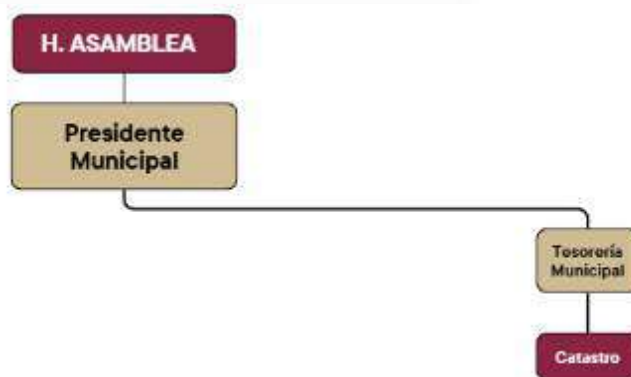 H. ASAMBLEA
Presidente
Municipal
Tesorería
Municipal
Catastro